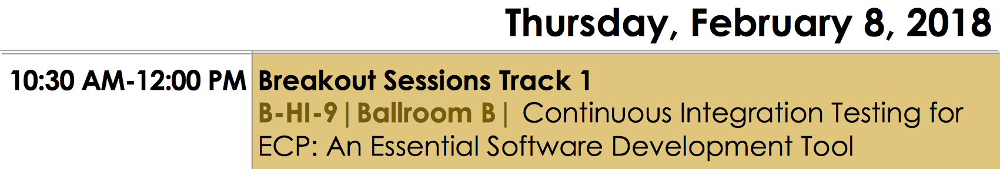 Thursday, February 8, 2018
10:30 AM-12:00 PM
Breakout Sessions Track 1
B-HI-9|Ballroom B| Continuous Integration Testing for
ECP: An Essential Software Development Tool